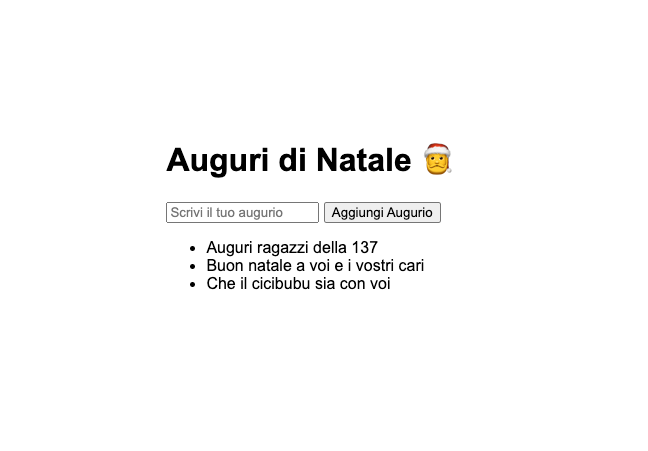 Auguri di Natale 🎅
Scrivi il tuo augurio
Aggiungi Augurio
Auguri ragazzi della 137
Buon natale a voi e i vostri cari
Che il cicibubu sia con voi